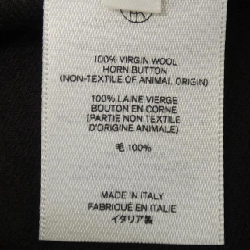 100% VIRGIN WOOL
HORN BUTTON
(NON-TEXTILE OF ANIMAL ORIGIN)
100% LAINE VIERGE
BOUTON EN CORNE
(PARTIE NON TEXTILE
D'ORIGINE ANIMALE)
毛 100%
MADE IN ITALY
FABRIQUÉ EN ITALIE
イタリア製